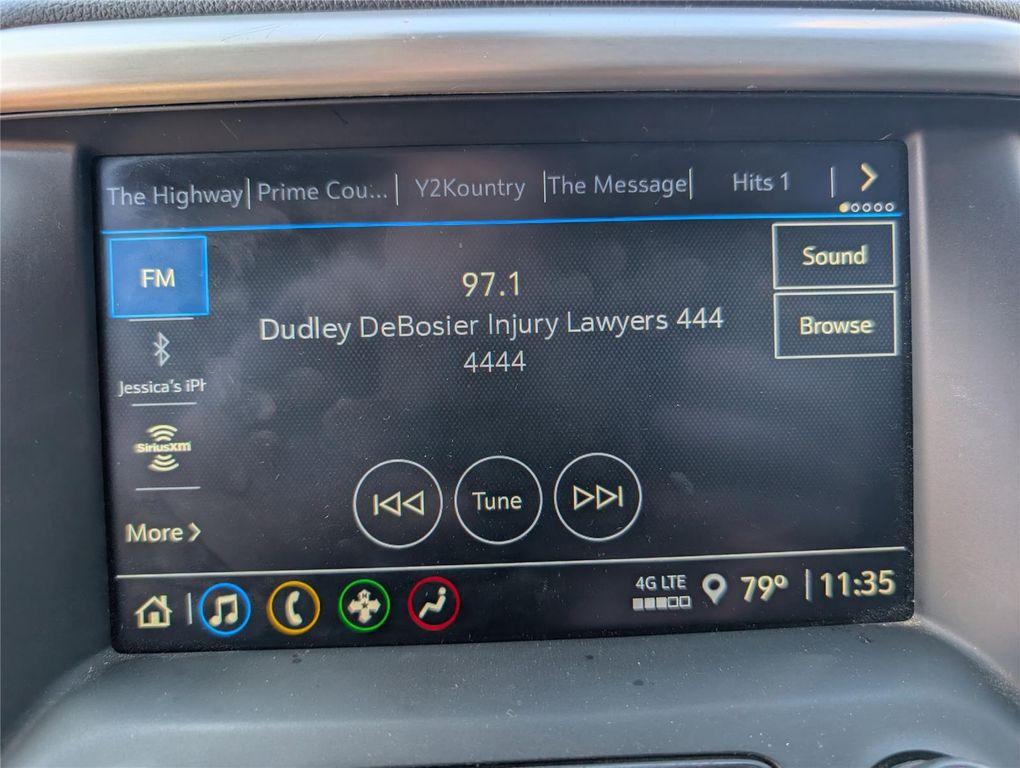 The Highway Prime Cou... Y2Kountry The Message Hits 1
FM
97.1
Sound
Dudley DeBosier Injury Lawyers 444
4444
Browse
Jessica's iPh
SiriusXM
Tune
More
4G LTE 79° 11:35